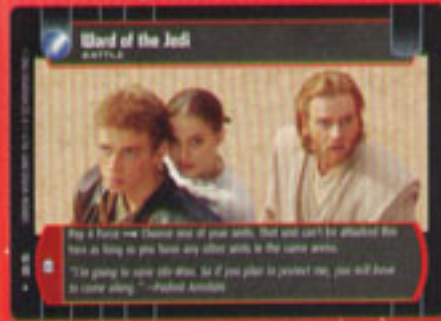 Ward of the Jedi
BATTLE
Pay 4 Force → Choose one of your units. That unit can't be attacked this
turn as long as you have any other units in the same arena.
"I'm going to save Obi-Wan. So if you plan to protect me, you will have
to come along." —Padmé Amidala